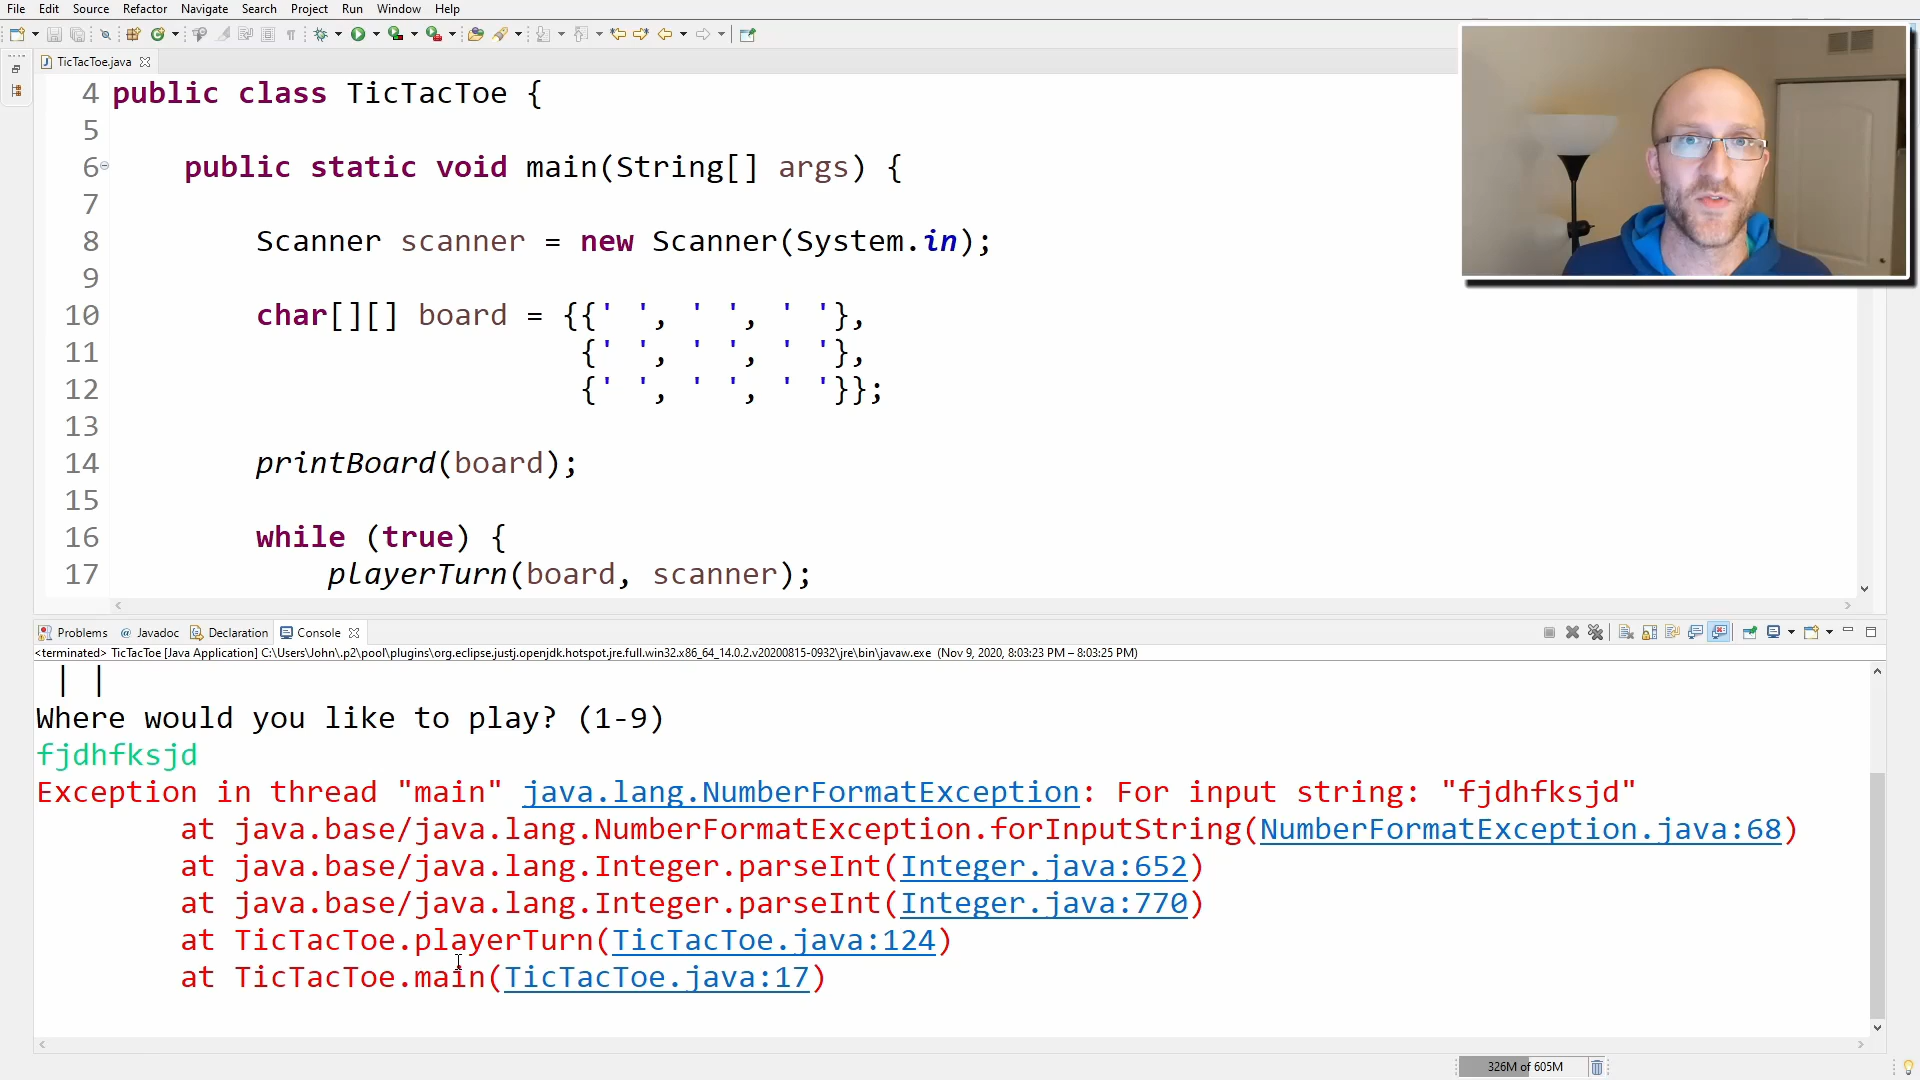 File Edit Source Refactor Navigate Search Project Run Window Help
TicTacToe.java
4 public class TicTacToe {
5
6 public static void main(String[] args) {
7
8 Scanner scanner = new Scanner(System.in);
9
10 char[][] board = {{' ', ' ', ' '},
11 {' ', ' ', ' '},
12 {' ', ' ', ' '}};
13
14 printBoard(board);
15
16 while (true) {
17 playerTurn(board, scanner);
Problems @ Javadoc Declaration Console
<terminated> TicTacToe [Java Application] C:\Users\John\.p2\pool\plugins\org.eclipse.justj.openjdk.hotspot.jre.full.win32.x86_64_14.0.2.v20200815-0932\jre\bin\javaw.exe (Nov 9, 2020, 8:03:23 PM – 8:03:25 PM)
| |
Where would you like to play? (1-9)
fjdhfksjd
Exception in thread "main" java.lang.NumberFormatException: For input string: "fjdhfksjd"
at java.base/java.lang.NumberFormatException.forInputString(NumberFormatException.java:68)
at java.base/java.lang.Integer.parseInt(Integer.java:652)
at java.base/java.lang.Integer.parseInt(Integer.java:770)
at TicTacToe.playerTurn(TicTacToe.java:124)
at TicTacToe.main(TicTacToe.java:17)
326M of 605M